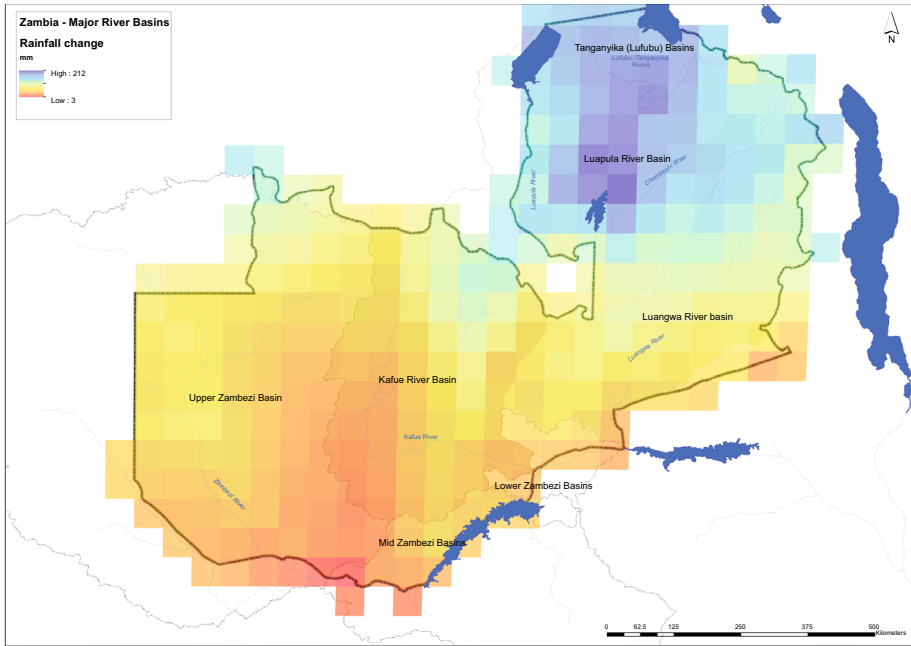 Zambia - Major River Basins
Rainfall change
mm
High : 212
Low : 3
N
Tanganyika (Lufubu) Basins
Lufubu /Tanganyika
Rivers
Luapula River Basin
Chambeshi River
Luapula River
Luangwa River basin
Luangwa River
Kafue River Basin
Upper Zambezi Basin
Kafue River
Zambezi River
Lower Zambezi Basins
Mid Zambezi Basins
0 62.5 125 250 375 500
Kilometers